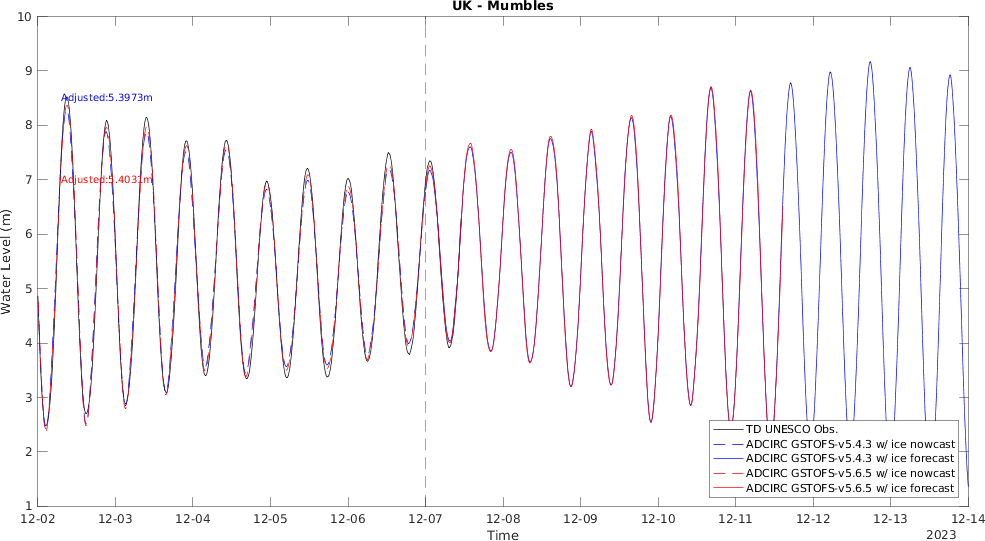 UK - Mumbles
10
9
8
7
6
5
4
3
2
1
Water Level (m)
Adjusted:5.3973m
Adjusted:5.4031m
TD UNESCO Obs.
ADCIRC GSTOFS-v5.4.3 w/ ice nowcast
ADCIRC GSTOFS-v5.4.3 w/ ice forecast
ADCIRC GSTOFS-v5.6.5 w/ ice nowcast
ADCIRC GSTOFS-v5.6.5 w/ ice forecast
12-02 12-03 12-04 12-05 12-06 12-07 12-08 12-09 12-10 12-11 12-12 12-13 12-14
Time
2023